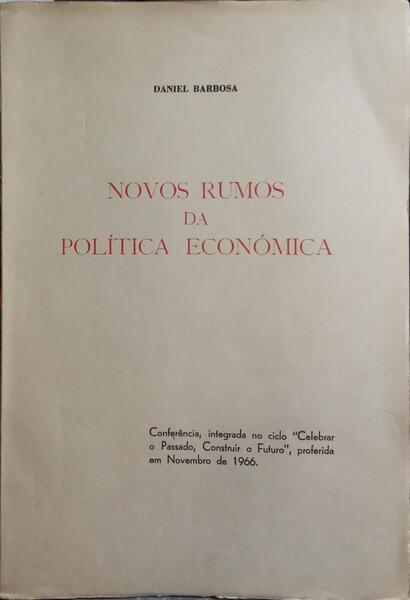 DANIEL BARBOSA
NOVOS RUMOS
DA
POLÍTICA ECONÓMICA
Conferência, integrada no ciclo "Celebrar
o Passado, Construir o Futuro", proferida
em Novembro de 1966.